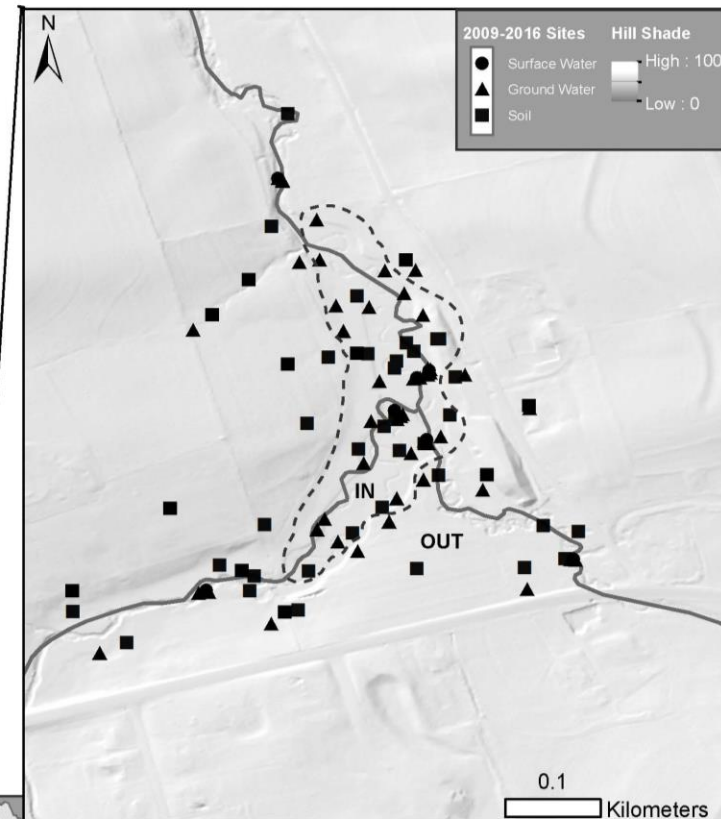 N
2009-2016 Sites
Surface Water
Ground Water
Soil
Hill Shade
High : 100
Low : 0
IN
OUT
0.1
Kilometers